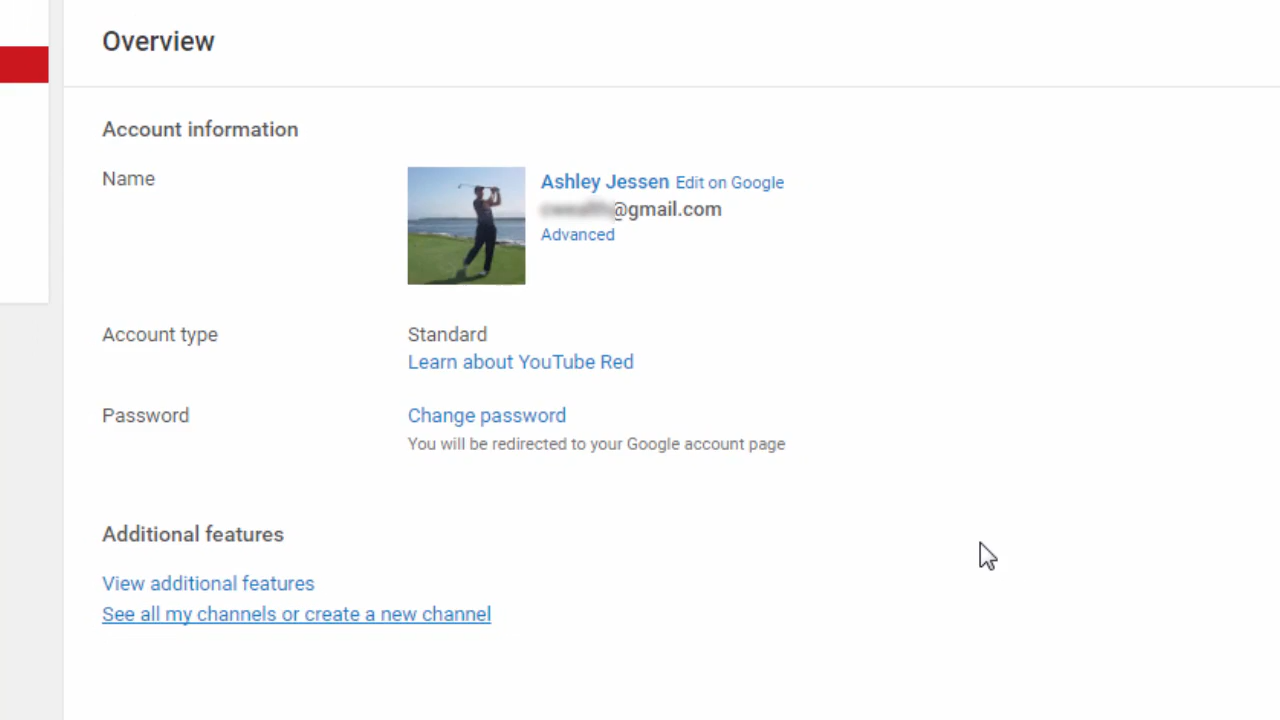 Overview
Account information
Name
Ashley Jessen Edit on Google
@gmail.com
Advanced
Account type
Standard
Learn about YouTube Red
Password
Change password
You will be redirected to your Google account page
Additional features
View additional features
See all my channels or create a new channel